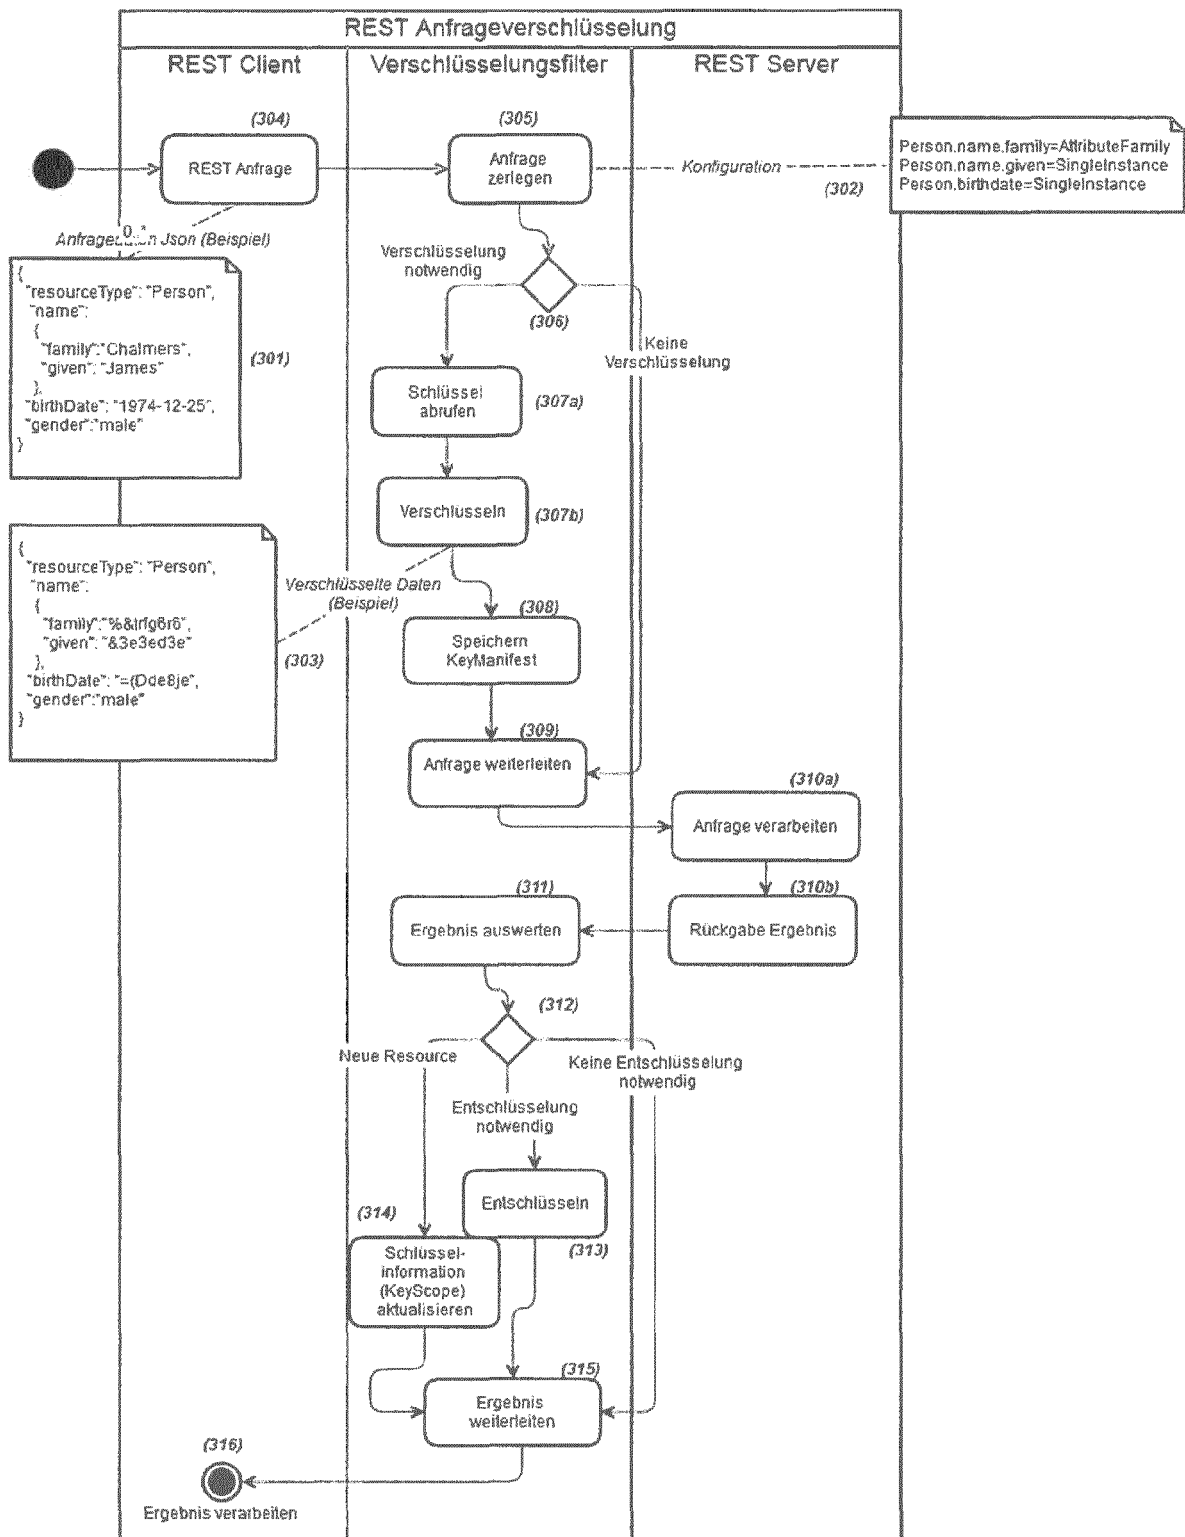 REST Anfrageverschlüsselung
REST Client
Verschlüsselungsfilter
REST Server
(304)
(305)
REST Anfrage
Anfrage
zerlegen
Konfiguration
(302)
Person.name.family=AttributeFamily
Person.name.given=SingleInstance
Person.birthdate=SingleInstance
0..*
Json (Beispiel)
{
"resourceType": "Person",
"name":
{
"family":"Chalmers",
"given": "James"
},
"birthDate": "1974-12-25",
"gender":"male"
}
(301)
Verschlüsselung
notwendig
(306)
Keine
Verschlüsselung
Schlüssel
abrufen
(307a)
Verschlüsseln
(307b)
{
"resourceType": "Person",
"name":
{
"family":
"given": "&3e3ed3e"
},
"birthDate": "=(Dde8je",
"gender":"male"
}
(303)
Verschlüsselte Daten
(Beispiel)
(308)
Speichern
KeyManifest
(309)
Anfrage weiterleiten
(310a)
Anfrage verarbeiten
(310b)
Rückgabe Ergebnis
(311)
Ergebnis auswerten
(312)
Neue Resource
Keine Entschlüsselung
notwendig
Entschlüsselung
notwendig
Entschlüsseln
(313)
(314)
Schlüssel-
information
(KeyScope)
aktualisieren
(315)
Ergebnis
weiterleiten
(316)
Ergebnis verarbeiten